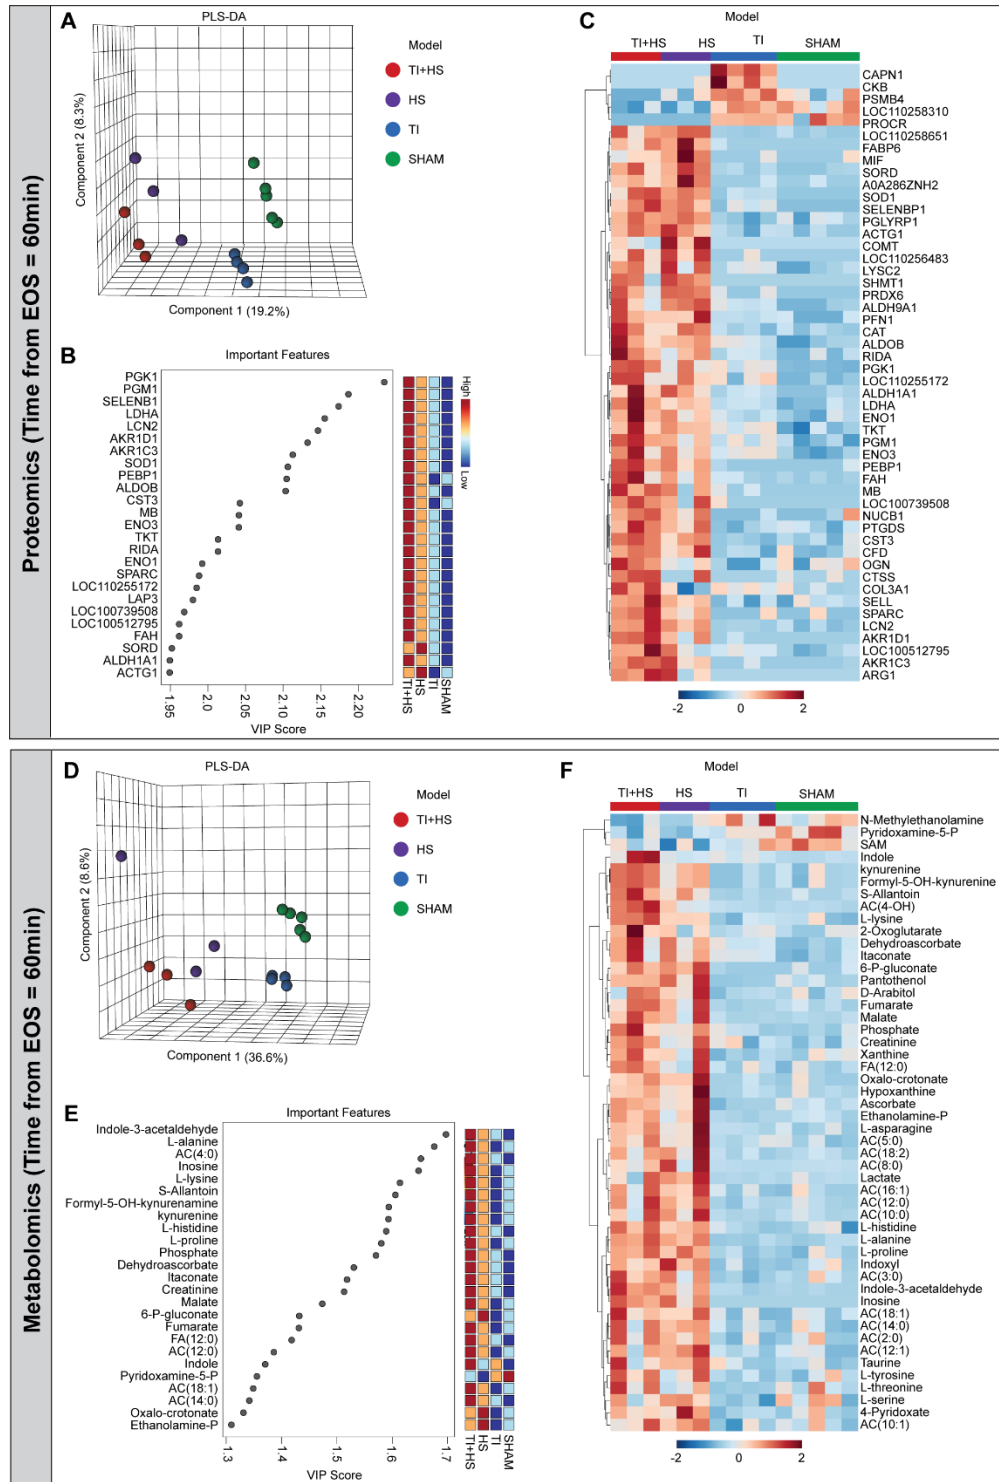 Proteomics (Time from EOS = 60min)
A
PLS-DA
Component 2 (8.3%)
Component 1 (19.2%)
Model
TI+HS
HS
TI
SHAM
B
Important Features
PGK1
PGM1
SELENB1
LDHA
LCN2
AKR1D1
AKR1C3
SOD1
PEBP1
ALDOB
CST3
MB
ENO3
TKT
RIDA
ENO1
SPARC
LOC110255172
LAP3
LOC100739508
LOC100512795
FAH
SORD
ALDH1A1
ACTG1
1.95
2.0
2.05
2.10
2.15
2.20
VIP Score
TI+HS
HS
TI
SHAM
High
Low
C
Model
TI+HS
HS
TI
SHAM
CAPN1
CKB
PSMB4
LOC110258310
PROCR
LOC110258651
FABP6
MIF
SORD
A0A286ZNH2
SOD1
SELENBP1
PGLYRP1
ACTG1
COMT
LOC110256483
LYSC2
SHMT1
PRDX6
ALDH9A1
PFN1
CAT
ALDOB
RIDA
PGK1
LOC110255172
ALDH1A1
LDHA
ENO1
TKT
PGM1
ENO3
PEBP1
FAH
MB
LOC100739508
NUCB1
PTGDS
CST3
CFD
OGN
CTSS
COL3A1
SELL
SPARC
LCN2
AKR1D1
LOC100512795
AKR1C3
ARG1
-2
0
2
Metabolomics (Time from EOS = 60min)
D
PLS-DA
Component 2 (8.6%)
Component 1 (36.6%)
Model
TI+HS
HS
TI
SHAM
E
Important Features
Indole-3-acetaldehyde
L-alanine
AC(4:0)
Inosine
L-lysine
S-Allantoin
Formyl-5-OH-kynurenamine
kynurenine
L-histidine
L-proline
Phosphate
Dehydroascorbate
Itaconate
Creatinine
Malate
6-P-gluconate
Fumarate
FA(12:0)
AC(12:0)
Indole
Pyridoxamine-5-P
AC(18:1)
AC(14:0)
Oxalo-crotonate
Ethanolamine-P
1.3
1.4
1.5
1.6
1.7
VIP Score
TI+HS
HS
TI
SHAM
F
Model
TI+HS
HS
TI
SHAM
N-Methylethanolamine
Pyridoxamine-5-P
SAM
Indole
kynurenine
Formyl-5-OH-kynurenine
S-Allantoin
AC(4-OH)
L-lysine
2-Oxoglutarate
Dehydroascorbate
Itaconate
6-P-gluconate
Pantothenol
D-Arabitol
Fumarate
Malate
Phosphate
Creatinine
Xanthine
FA(12:0)
Oxalo-crotonate
Hypoxanthine
Ascorbate
Ethanolamine-P
L-asparagine
AC(5:0)
AC(18:2)
AC(8:0)
Lactate
AC(16:1)
AC(12:0)
AC(10:0)
L-histidine
L-alanine
L-proline
Indoxyl
AC(3:0)
Indole-3-acetaldehyde
Inosine
AC(18:1)
AC(14:0)
AC(2:0)
AC(12:1)
Taurine
L-tyrosine
L-threonine
L-serine
4-Pyridoxate
AC(10:1)
-2
0
2